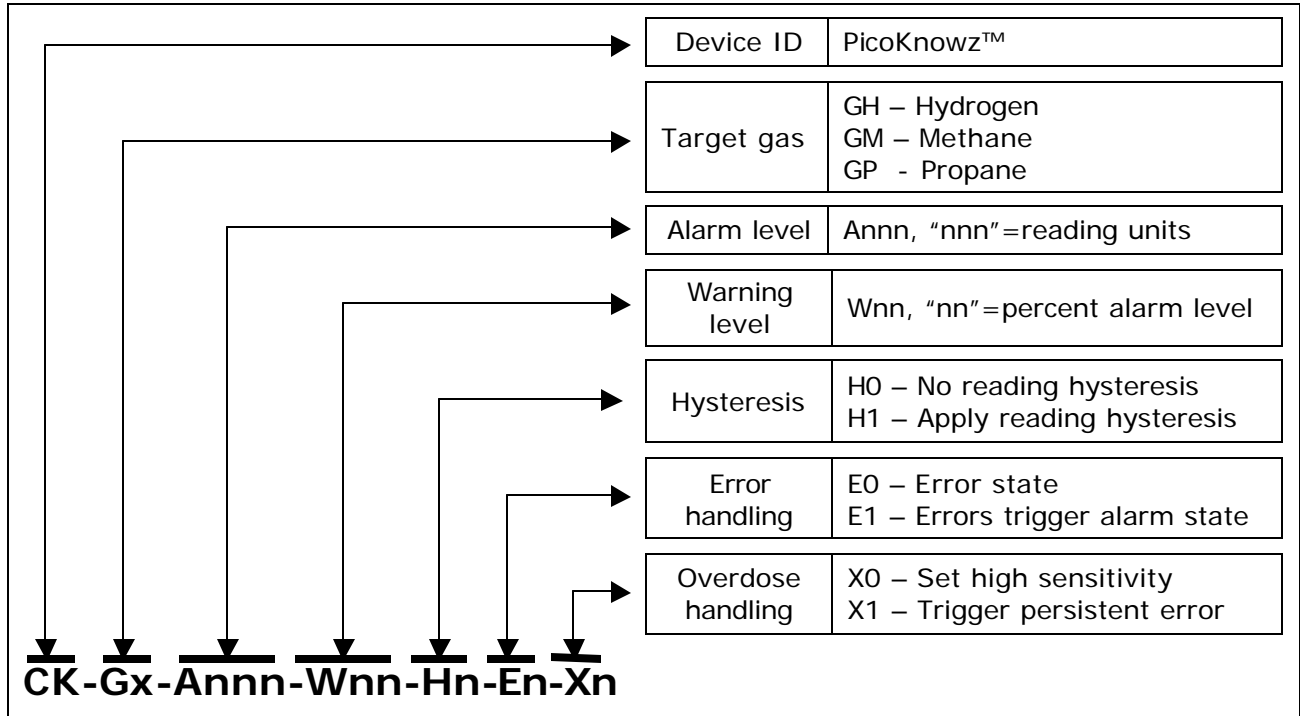 Device ID PicoKnowz™
Target gas
GH – Hydrogen
GM – Methane
GP - Propane
Alarm level Annn, "nnn"=reading units
Warning
level
Wnn, "nn"=percent alarm level
Hysteresis
H0 – No reading hysteresis
H1 – Apply reading hysteresis
Error
handling
E0 – Error state
E1 – Errors trigger alarm state
Overdose
handling
X0 – Set high sensitivity
X1 – Trigger persistent error
CK-Gx-Annn-Wnn-Hn-En-Xn